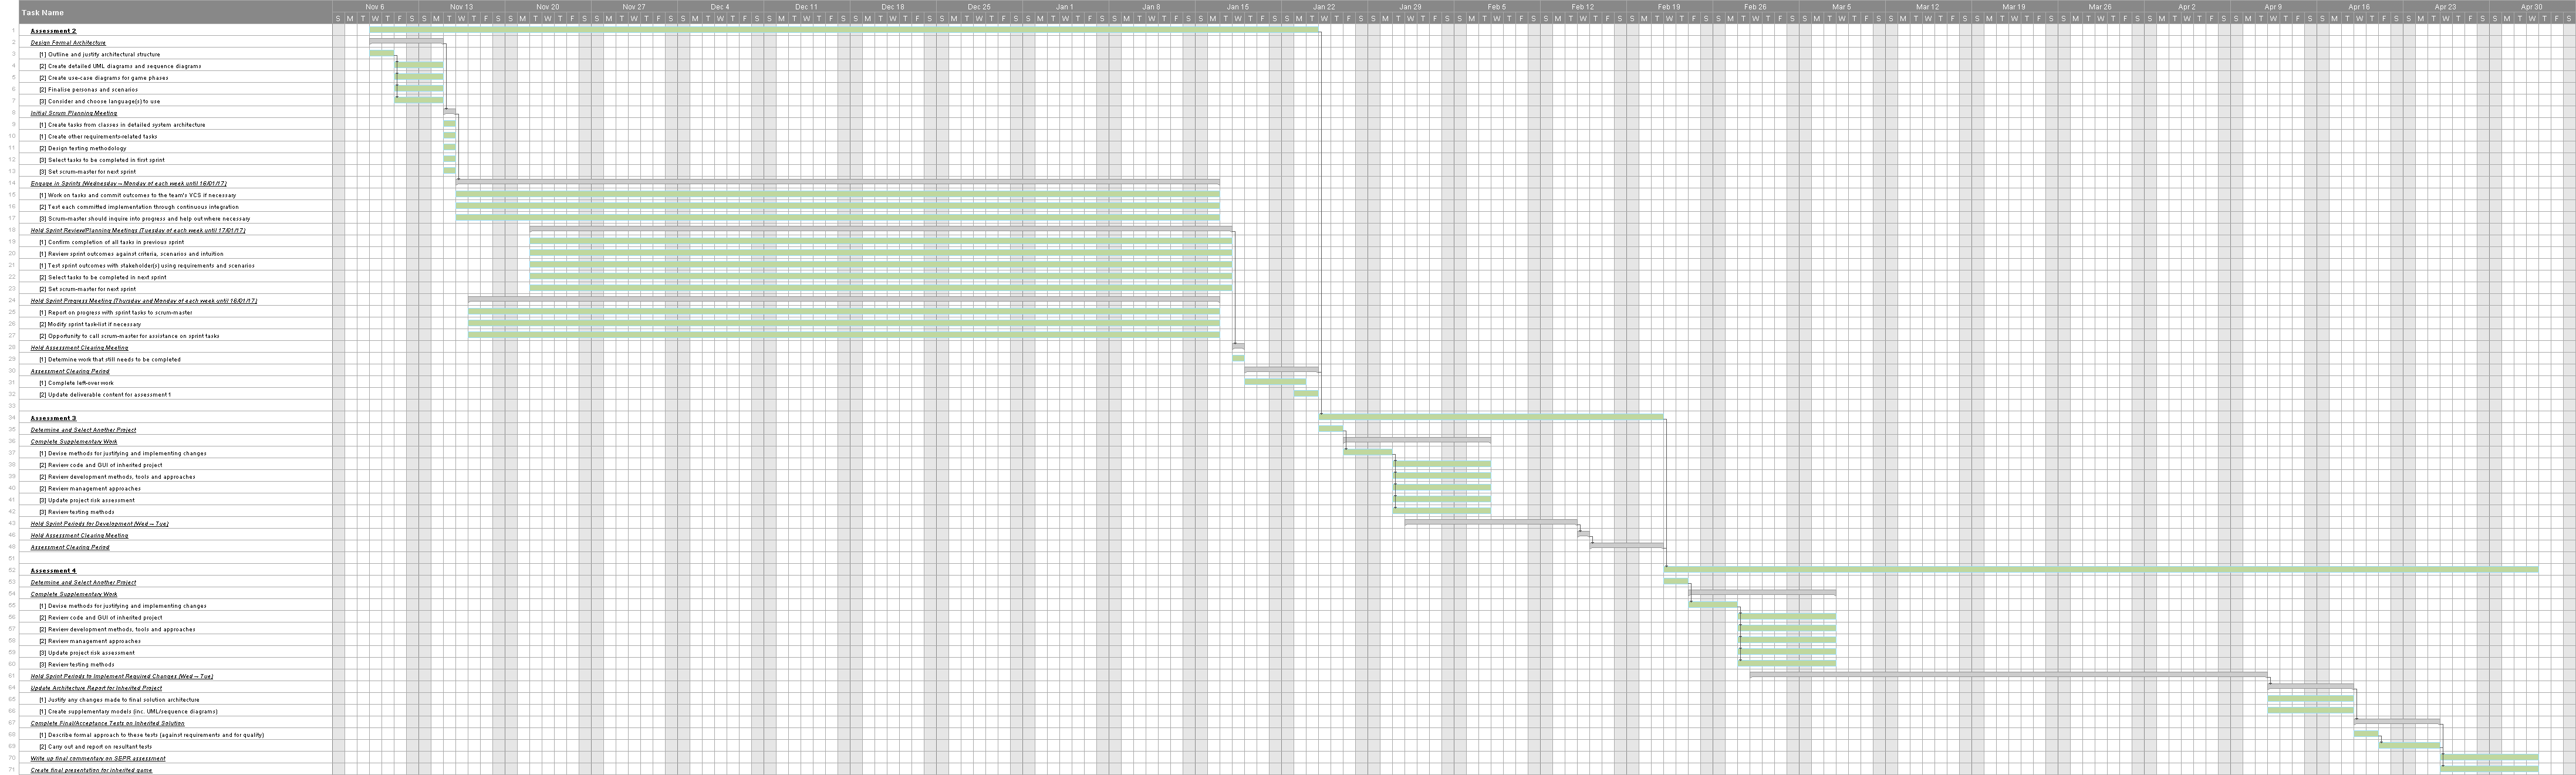 Task Name
Nov 6 Nov 13 Nov 20 Nov 27 Dec 4 Dec 11 Dec 18 Dec 25 Jan 1 Jan 8 Jan 15 Jan 22 Jan 29 Feb 5 Feb 12 Feb 19 Feb 26 Mar 5 Mar 12 Mar 19 Mar 26 Apr 2 Apr 9 Apr 16 Apr 23 Apr 30
S M T W T F S S M T W T F S S M T W T F S S M T W T F S S M T W T F S S M T W T F S S M T W T F S S M T W T F S S M T W T F S S M T W T F S S M T W T F S S M T W T F S S M T W T F S S M T W T F S S M T W T F S S M T W T F S S M T W T F S S M T W T F S S M T W T F S S M T W T F S S M T W T F S S M T W T F S S M T W T F S S M T W T F S S M T W T F S S M T W T F S S M T W T F S
1 Assessment 2
2 Design Formal Architecture
3 [1] Outline and justify architectural structure
4 [2] Create detailed UML diagrams and sequence diagrams
5 [2] Create use-case diagrams for game phases
6 [2] Finalise personas and scenarios
7 [3] Consider and choose language(s) to use
8 Initial Scrum Planning Meeting
9 [1] Create tasks from classes in detailed system architecture
10 [1] Create other requirements-related tasks
11 [2] Design testing methodology
12 [3] Select tasks to be completed in first sprint
13 [3] Set scrum-master for next sprint
14 Engage in Sprints (Wednesday – Monday of each week until 16/01/17)
15 [1] Work on tasks and commit outcomes to the team's VCS if necessary
16 [2] Test each committed implementation through continuous integration
17 [3] Scrum-master should inquire into progress and help out where necessary
18 Hold Sprint Review/Planning Meetings (Tuesday of each week until 17/01/17)
19 [1] Confirm completion of all tasks in previous sprint
20 [1] Review sprint outcomes against criteria, scenarios and intuition
21 [1] Test sprint outcomes with stakeholder(s) using requirements and scenarios
22 [2] Select tasks to be completed in next sprint
23 [2] Set scrum-master for next sprint
24 Hold Sprint Progress Meeting (Thursday and Monday of each week until 16/01/17)
25 [1] Report on progress with sprint tasks to scrum-master
26 [2] Modify sprint task-list if necessary
27 [2] Opportunity to call scrum-master for assistance on sprint tasks
28 Hold Assessment Clearing Meeting
29 [1] Determine work that still needs to be completed
30 Assessment Clearing Period
31 [1] Complete left-over work
32 [2] Update deliverable content for assessment 1
33
34 Assessment 3
35 Determine and Select Another Project
36 Complete Supplementary Work
37 [1] Devise methods for justifying and implementing changes
38 [2] Review code and GUI of inherited project
39 [2] Review development methods, tools and approaches
40 [2] Review management approaches
41 [3] Update project risk assessment
42 [3] Review testing methods
43 Hold Sprint Periods for Development (Wed – Tue)
46 Hold Assessment Clearing Meeting
48 Assessment Clearing Period
51
52 Assessment 4
53 Determine and Select Another Project
54 Complete Supplementary Work
55 [1] Devise methods for justifying and implementing changes
56 [2] Review code and GUI of inherited project
57 [2] Review development methods, tools and approaches
58 [2] Review management approaches
59 [3] Update project risk assessment
60 [3] Review testing methods
61 Hold Sprint Periods to Implement Required Changes (Wed – Tue)
64 Update Architecture Report for Inherited Project
65 [1] Justify any changes made to final solution architecture
66 [1] Create supplementary models (inc. UML/sequence diagrams)
67 Complete Final/Acceptance Tests on Inherited Solution
68 [1] Describe formal approach to these tests (against requirements and for quality)
69 [2] Carry out and report on resultant tests
70 Write up final commentary on SEPR assessment
71 Create final presentation for inherited game